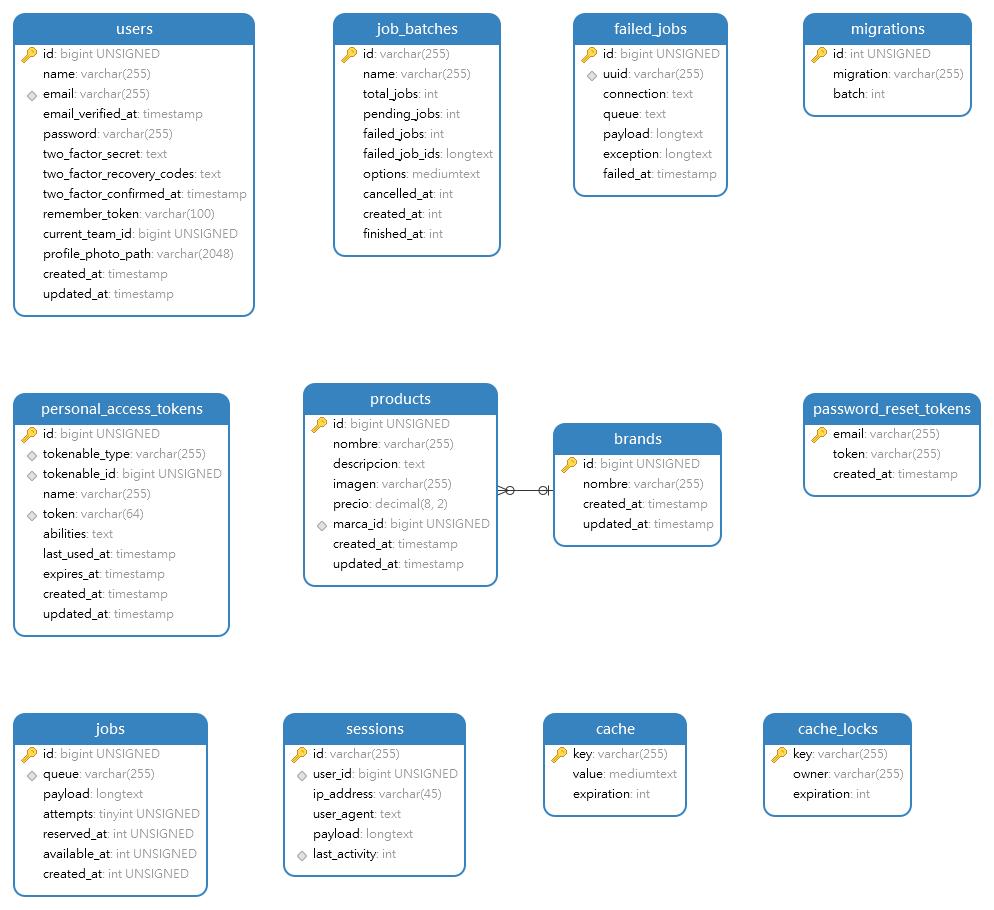 users
id: bigint UNSIGNED
name: varchar(255)
email: varchar(255)
email_verified_at: timestamp
password: varchar(255)
two_factor_secret: text
two_factor_recovery_codes: text
two_factor_confirmed_at: timestamp
remember_token: varchar(100)
current_team_id: bigint UNSIGNED
profile_photo_path: varchar(2048)
created_at: timestamp
updated_at: timestamp
job_batches
id: varchar(255)
name: varchar(255)
total_jobs: int
pending_jobs: int
failed_jobs: int
failed_job_ids: longtext
options: mediumtext
cancelled_at: int
created_at: int
finished_at: int
failed_jobs
id: bigint UNSIGNED
uuid: varchar(255)
connection: text
queue: text
payload: longtext
exception: longtext
failed_at: timestamp
migrations
id: int UNSIGNED
migration: varchar(255)
batch: int
personal_access_tokens
id: bigint UNSIGNED
tokenable_type: varchar(255)
tokenable_id: bigint UNSIGNED
name: varchar(255)
token: varchar(64)
abilities: text
last_used_at: timestamp
expires_at: timestamp
created_at: timestamp
updated_at: timestamp
products
id: bigint UNSIGNED
nombre: varchar(255)
descripcion: text
imagen: varchar(255)
precio: decimal(8, 2)
marca_id: bigint UNSIGNED
created_at: timestamp
updated_at: timestamp
brands
id: bigint UNSIGNED
nombre: varchar(255)
created_at: timestamp
updated_at: timestamp
password_reset_tokens
email: varchar(255)
token: varchar(255)
created_at: timestamp
jobs
id: bigint UNSIGNED
queue: varchar(255)
payload: longtext
attempts: tinyint UNSIGNED
reserved_at: int UNSIGNED
available_at: int UNSIGNED
created_at: int UNSIGNED
sessions
id: varchar(255)
user_id: bigint UNSIGNED
ip_address: varchar(45)
user_agent: text
payload: longtext
last_activity: int
cache
key: varchar(255)
value: mediumtext
expiration: int
cache_locks
key: varchar(255)
owner: varchar(255)
expiration: int